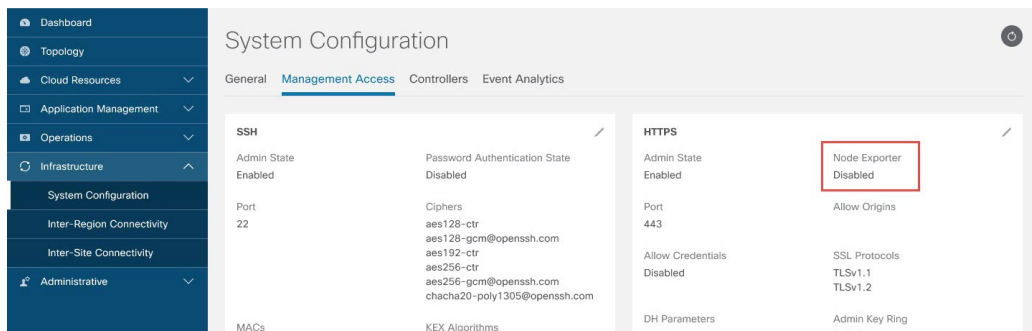 Dashboard
Topology
Cloud Resources
Application Management
Operations
Infrastructure
System Configuration
Inter-Region Connectivity
Inter-Site Connectivity
Administrative
System Configuration
General Management Access Controllers Event Analytics
SSH
Admin State
Enabled
Password Authentication State
Disabled
Port
22
Ciphers
aes128-ctr
aes128-gcm@openssh.com
aes192-ctr
aes256-ctr
aes256-gcm@openssh.com
chacha20-poly1305@openssh.com
MACs
KEX Algorithms
HTTPS
Admin State
Enabled
Node Exporter
Disabled
Port
443
Allow Origins
Allow Credentials
Disabled
SSL Protocols
TLSv1.1
TLSv1.2
DH Parameters
Admin Key Ring